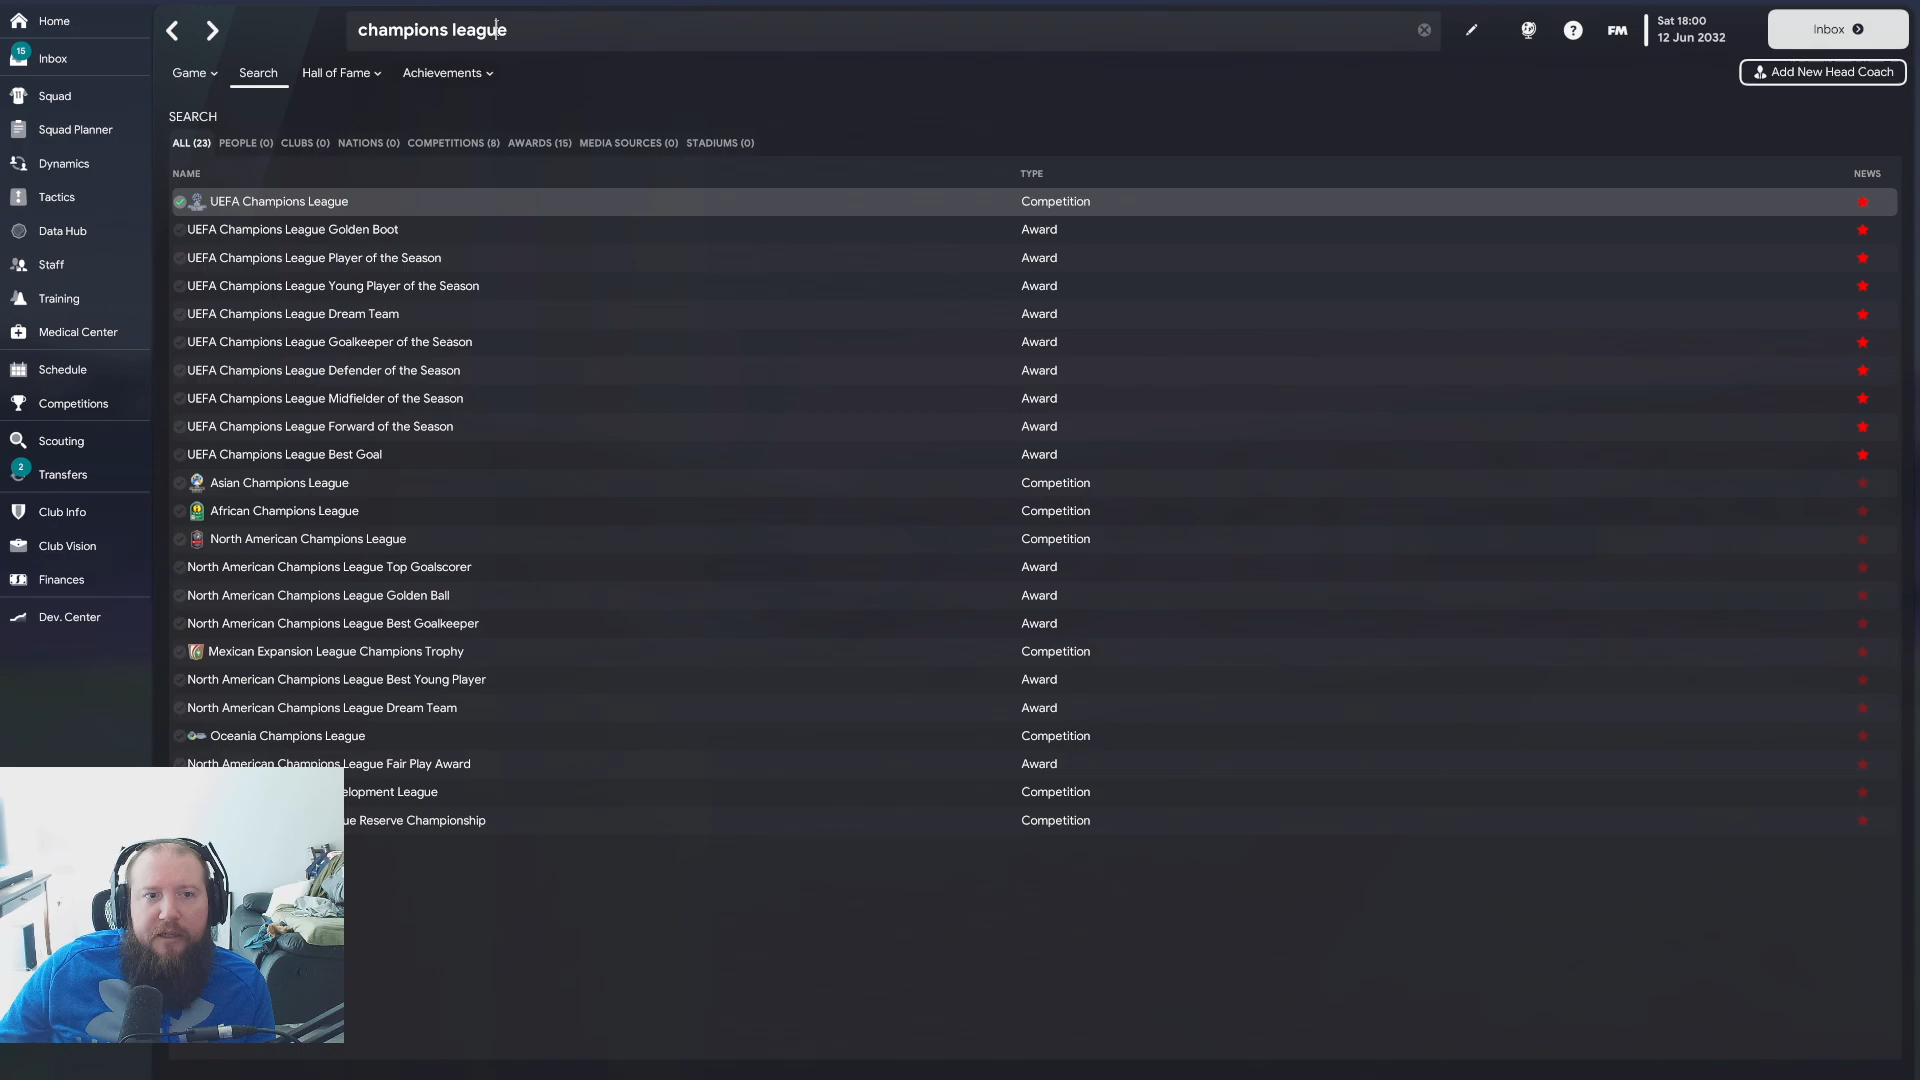 Home
15
Inbox
Squad
Squad Planner
Dynamics
Tactics
Data Hub
Staff
Training
Medical Center
Schedule
Competitions
Scouting
2
Transfers
Club Info
Club Vision
Finances
Dev. Center
champions league
FM
Sat 18:00
12 Jun 2032
Inbox
Game Search Hall of Fame Achievements
Add New Head Coach
SEARCH
ALL (23) PEOPLE (0) CLUBS (0) NATIONS (0) COMPETITIONS (8) AWARDS (15) MEDIA SOURCES (0) STADIUMS (0)
NAME TYPE NEWS
UEFA Champions League Competition
UEFA Champions League Golden Boot Award
UEFA Champions League Player of the Season Award
UEFA Champions League Young Player of the Season Award
UEFA Champions League Dream Team Award
UEFA Champions League Goalkeeper of the Season Award
UEFA Champions League Defender of the Season Award
UEFA Champions League Midfielder of the Season Award
UEFA Champions League Forward of the Season Award
UEFA Champions League Best Goal Award
Asian Champions League Competition
African Champions League Competition
North American Champions League Competition
North American Champions League Top Goalscorer Award
North American Champions League Golden Ball Award
North American Champions League Best Goalkeeper Award
Mexican Expansion League Champions Trophy Competition
North American Champions League Best Young Player Award
North American Champions League Dream Team Award
Oceania Champions League Competition
North American Champions League Fair Play Award Award
elopment League Competition
ue Reserve Championship Competition